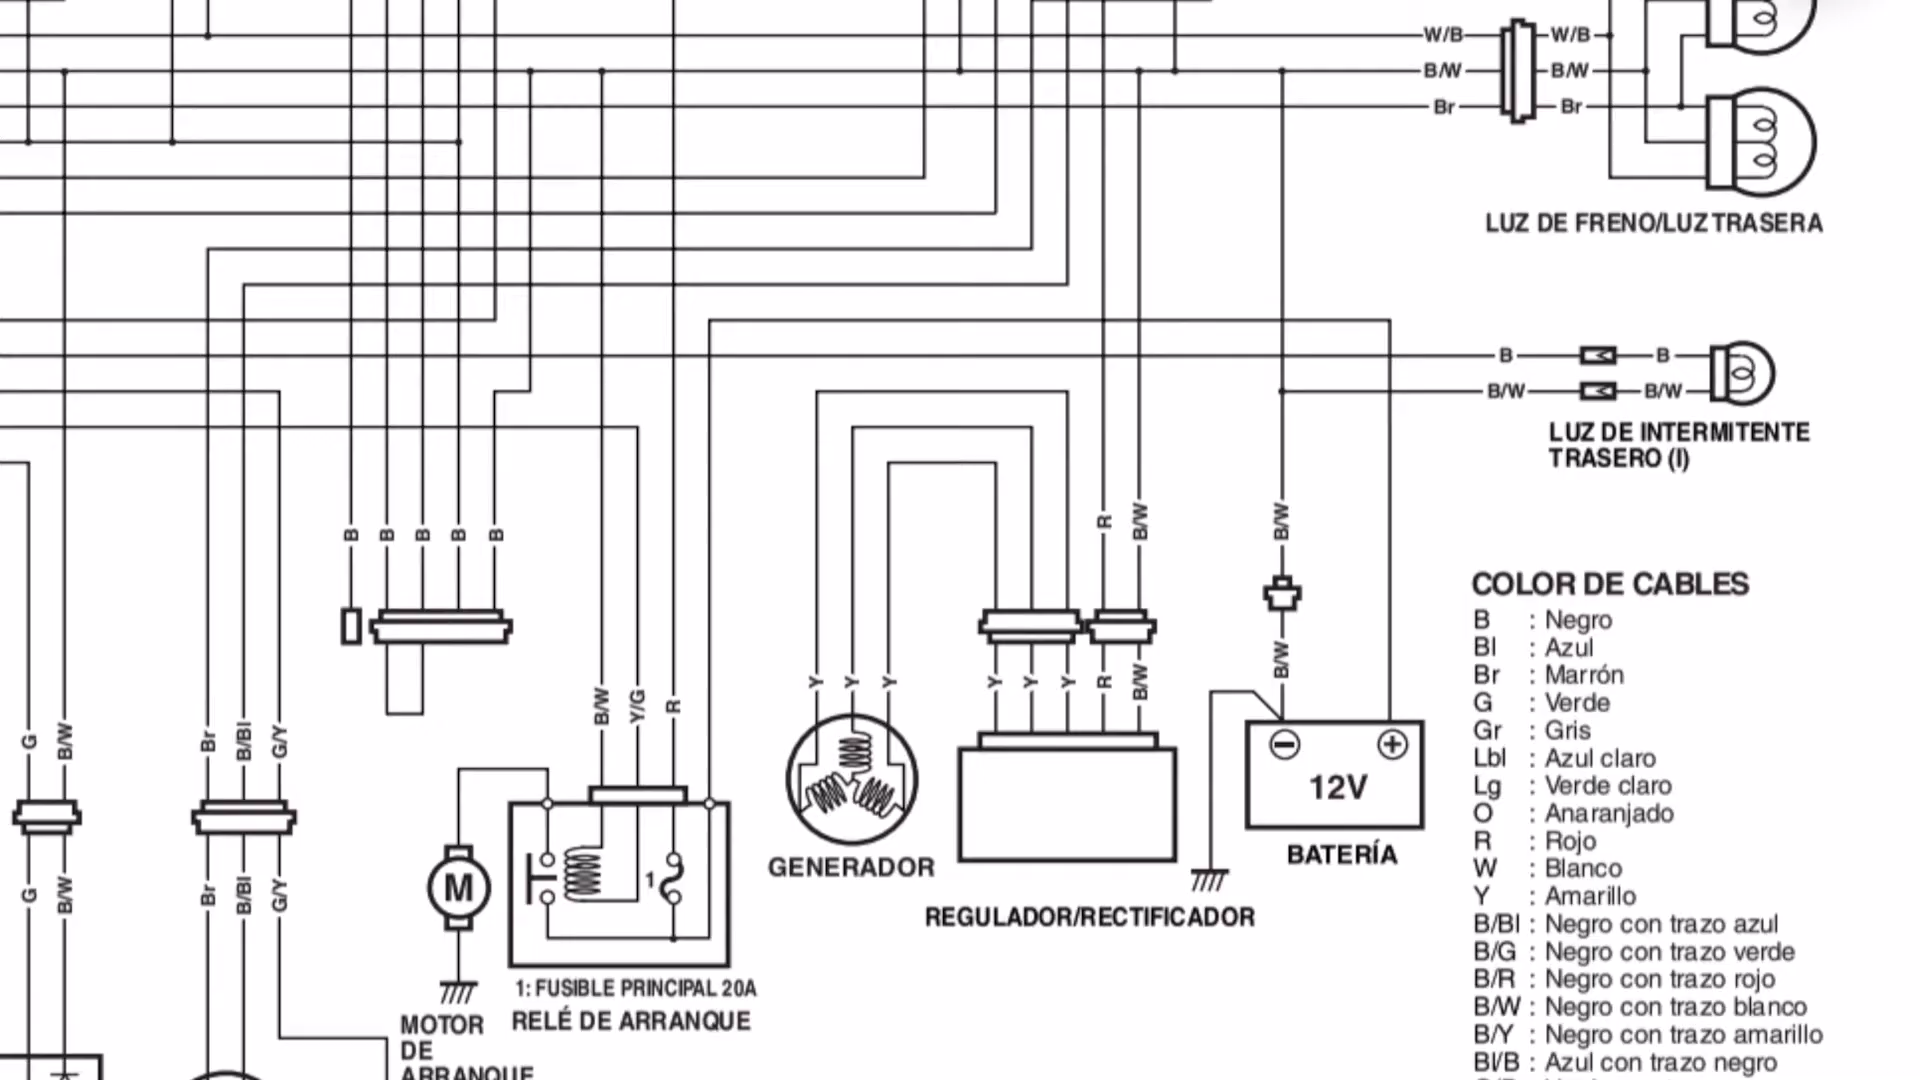 W/B W/B
B/W B/W
Br Br
LUZ DE FRENO/LUZ TRASERA
B B
B/W B/W
LUZ DE INTERMITENTE
TRASERO (I)
B B B B B
R B/W B/W
B/W
Y Y Y Y Y Y R B/W
B/W Y/G R
G B/W Br B/Bl G/Y
12V
BATERÍA
GENERADOR
REGULADOR/RECTIFICADOR
M
1
G B/W Br B/Bl G/Y
1: FUSIBLE PRINCIPAL 20A
RELÉ DE ARRANQUE
MOTOR
DE
ARRANQUE
COLOR DE CABLES
B : Negro
Bl : Azul
Br : Marrón
G : Verde
Gr : Gris
Lbl : Azul claro
Lg : Verde claro
O : Anaranjado
R : Rojo
W : Blanco
Y : Amarillo
B/Bl : Negro con trazo azul
B/G : Negro con trazo verde
B/R : Negro con trazo rojo
B/W : Negro con trazo blanco
B/Y : Negro con trazo amarillo
Bl/B : Azul con trazo negro